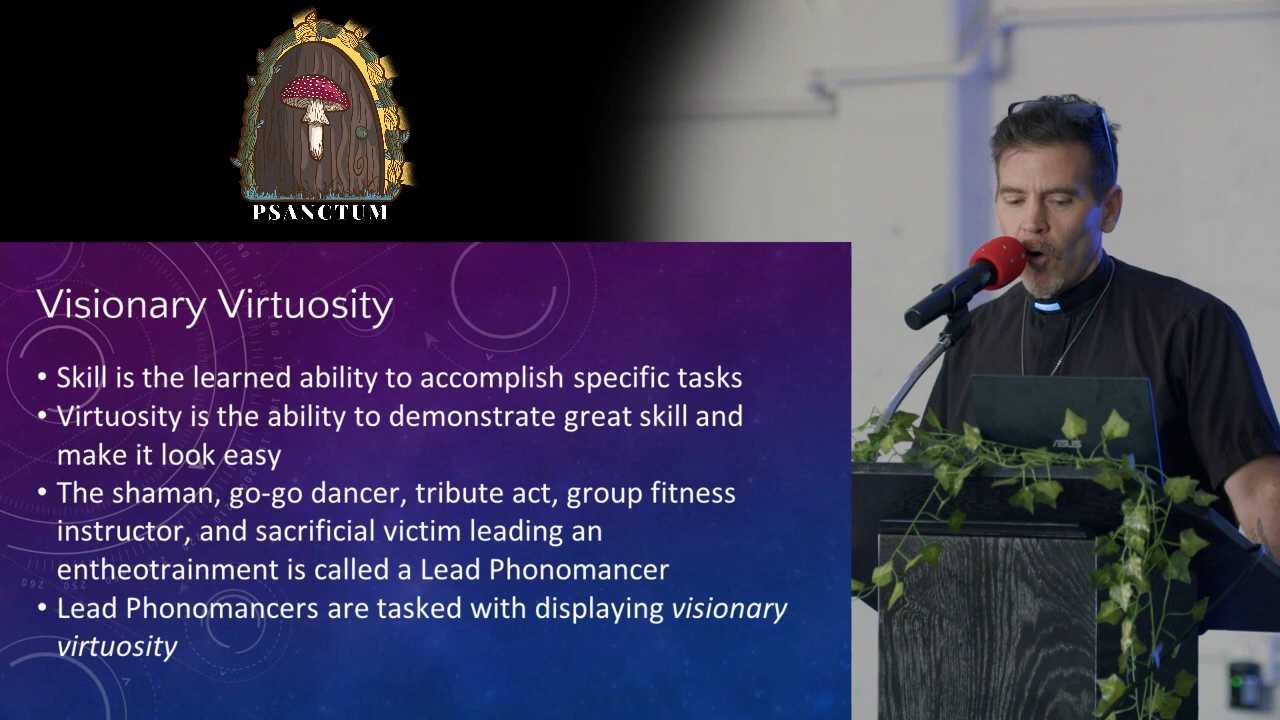 PSANCTUM
Visionary Virtuosity
• Skill is the learned ability to accomplish specific tasks
• Virtuosity is the ability to demonstrate great skill and
make it look easy
• The shaman, go-go dancer, tribute act, group fitness
instructor, and sacrificial victim leading an
entheotrainment is called a Lead Phonomancer
• Lead Phonomancers are tasked with displaying visionary
virtuosity
ASUS